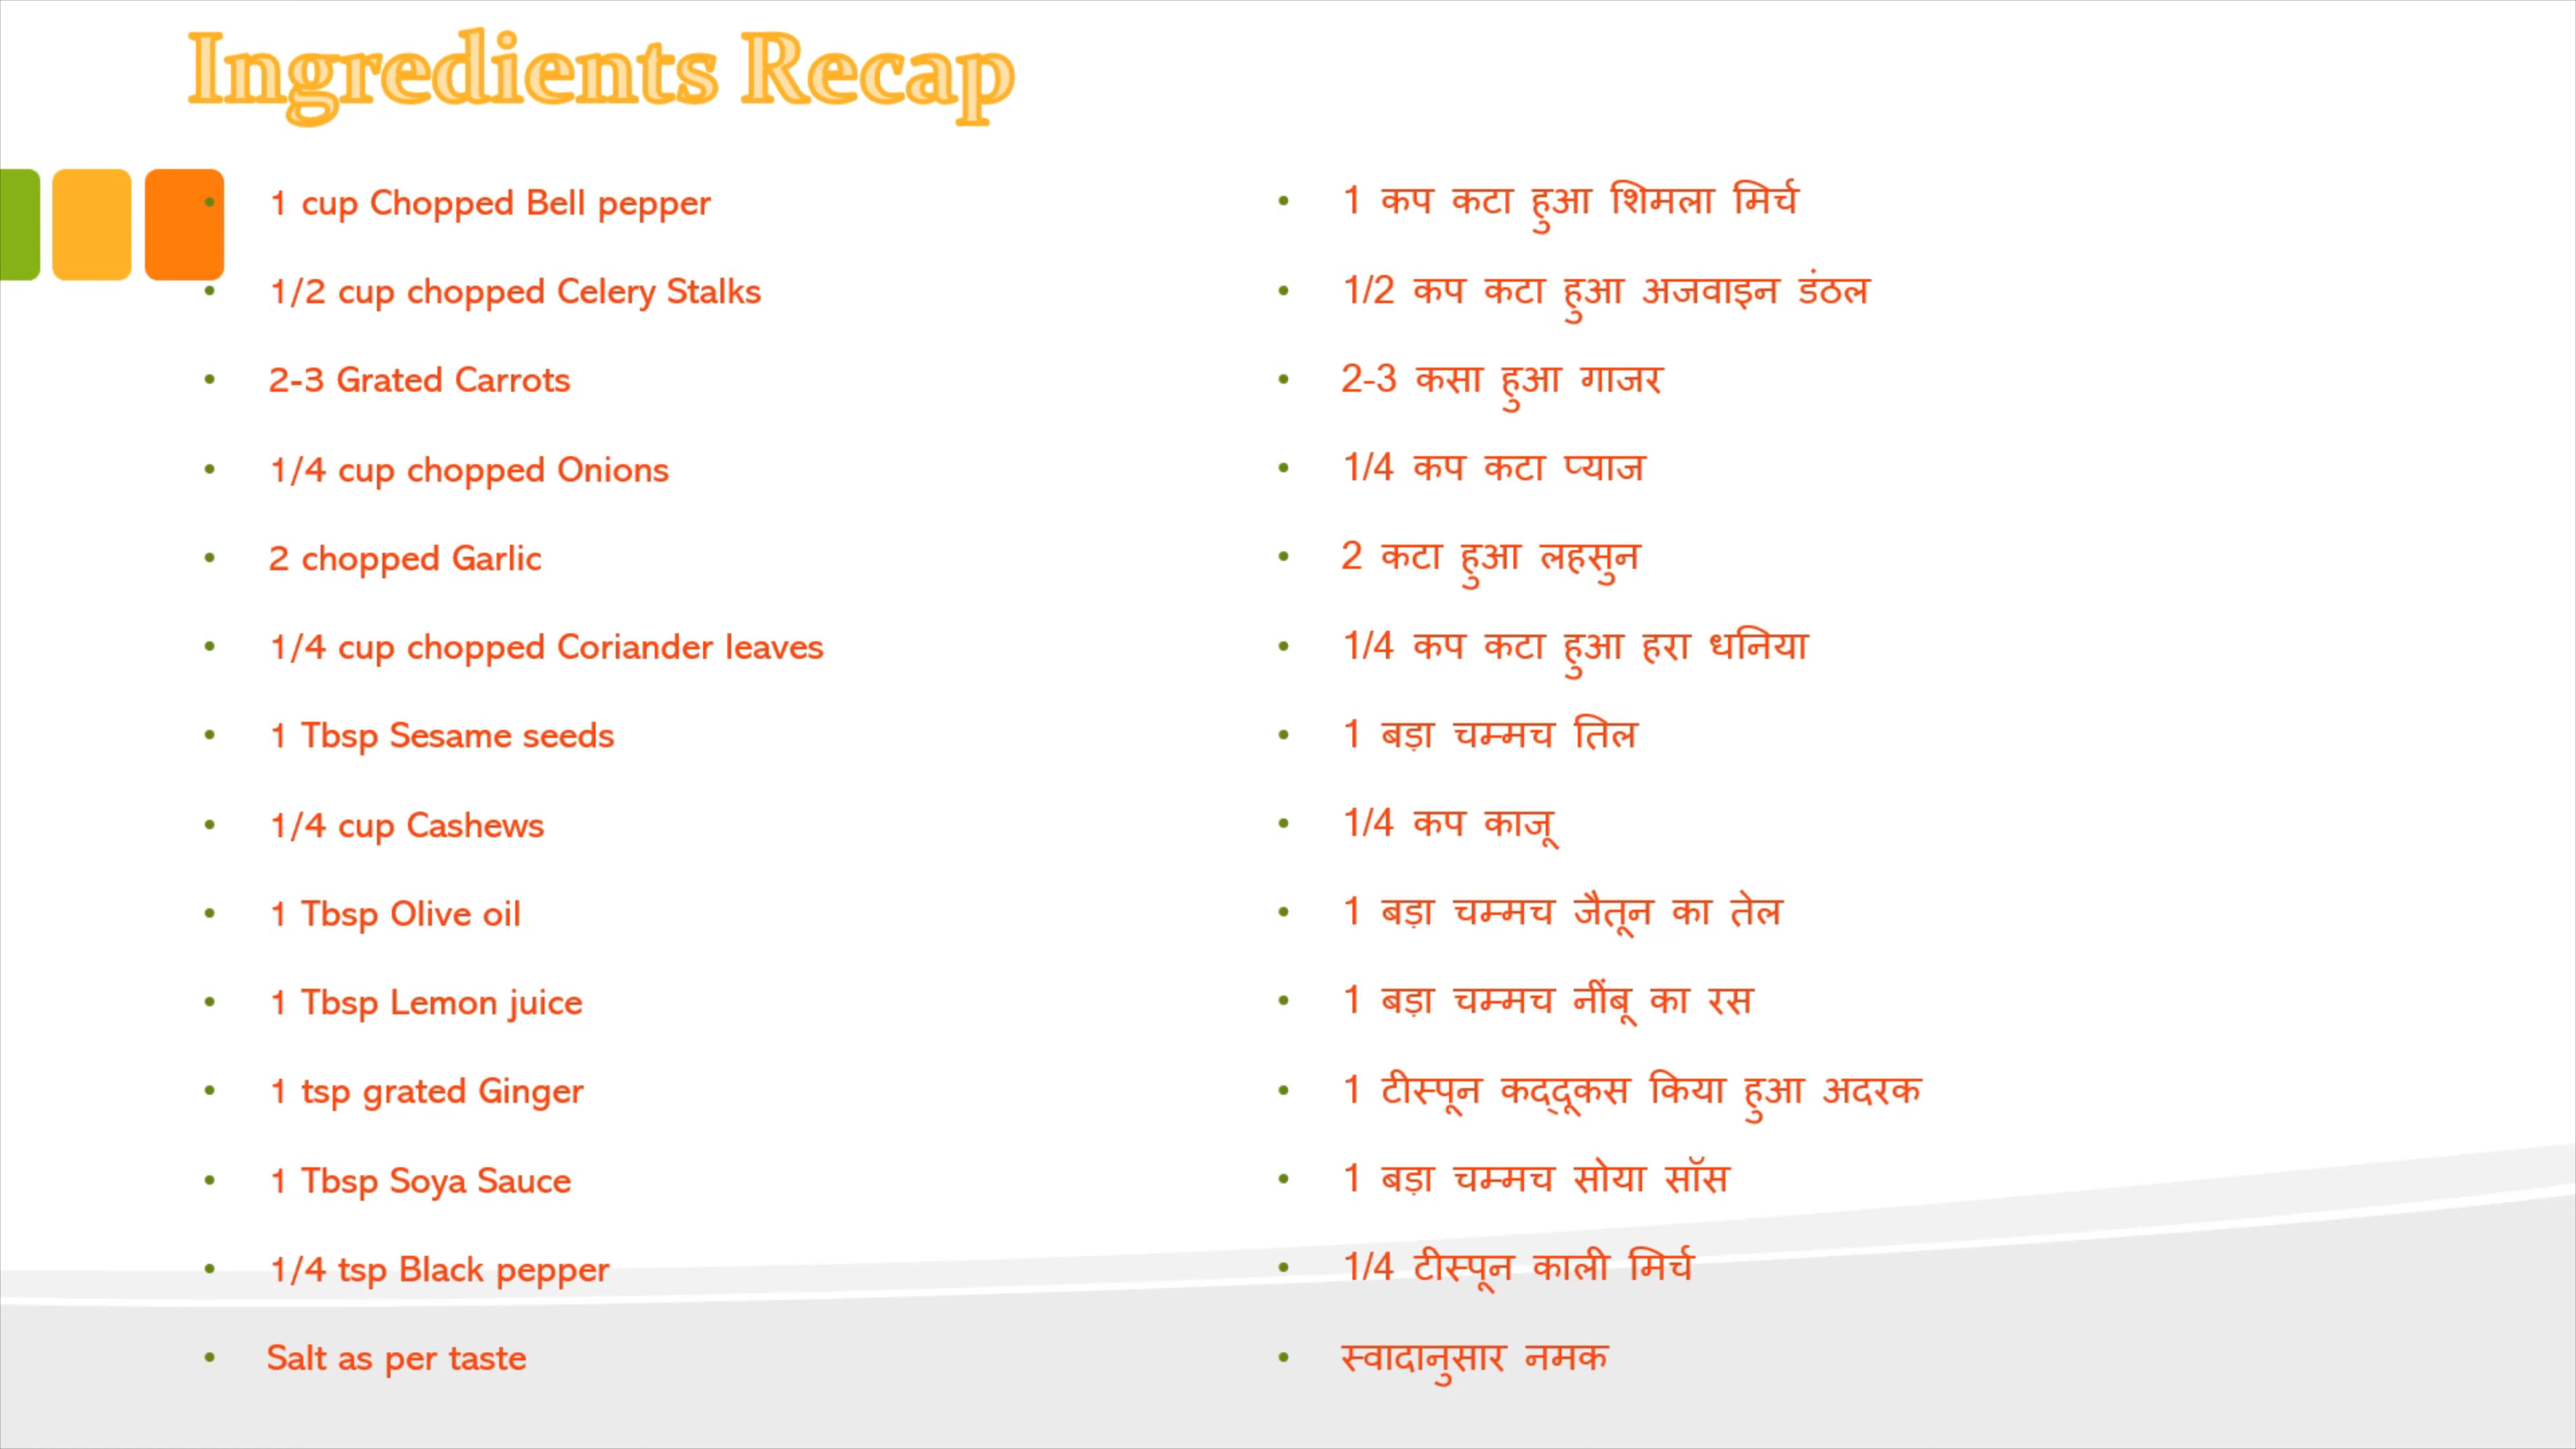 Ingredients Recap
• 1 cup Chopped Bell pepper
• 1/2 cup chopped Celery Stalks
• 2-3 Grated Carrots
• 1/4 cup chopped Onions
• 2 chopped Garlic
• 1/4 cup chopped Coriander leaves
• 1 Tbsp Sesame seeds
• 1/4 cup Cashews
• 1 Tbsp Olive oil
• 1 Tbsp Lemon juice
• 1 tsp grated Ginger
• 1 Tbsp Soya Sauce
• 1/4 tsp Black pepper
• Salt as per taste
• 1 कप कटा हुआ शिमला मिर्च
• 1/2 कप कटा हुआ अजवाइन डंठल
• 2-3 कसा हुआ गाजर
• 1/4 कप कटा प्याज
• 2 कटा हुआ लहसुन
• 1/4 कप कटा हुआ हरा धनिया
• 1 बड़ा चम्मच तिल
• 1/4 कप काजू
• 1 बड़ा चम्मच जैतून का तेल
• 1 बड़ा चम्मच नींबू का रस
• 1 टीस्पून कद्दूकस किया हुआ अदरक
• 1 बड़ा चम्मच सोया सॉस
• 1/4 टीस्पून काली मिर्च
• स्वादानुसार नमक